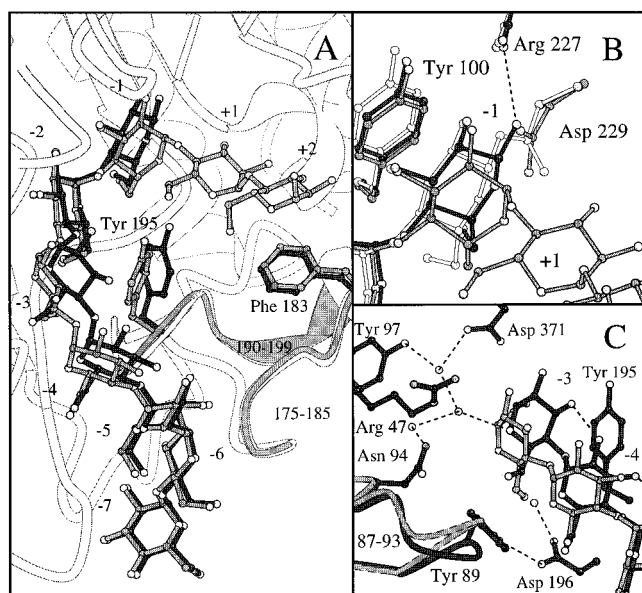 A
-1
+1
-2
+2
Tyr 195
-3
Phe 183
190-199
-4
175-185
-5
-6
-7
B
Arg 227
Tyr 100
-1
Asp 229
+1
C
Tyr 97
Asp 371
-3
Tyr 195
Arg 47
-4
Asn 94
87-93
Tyr 89
Asp 196